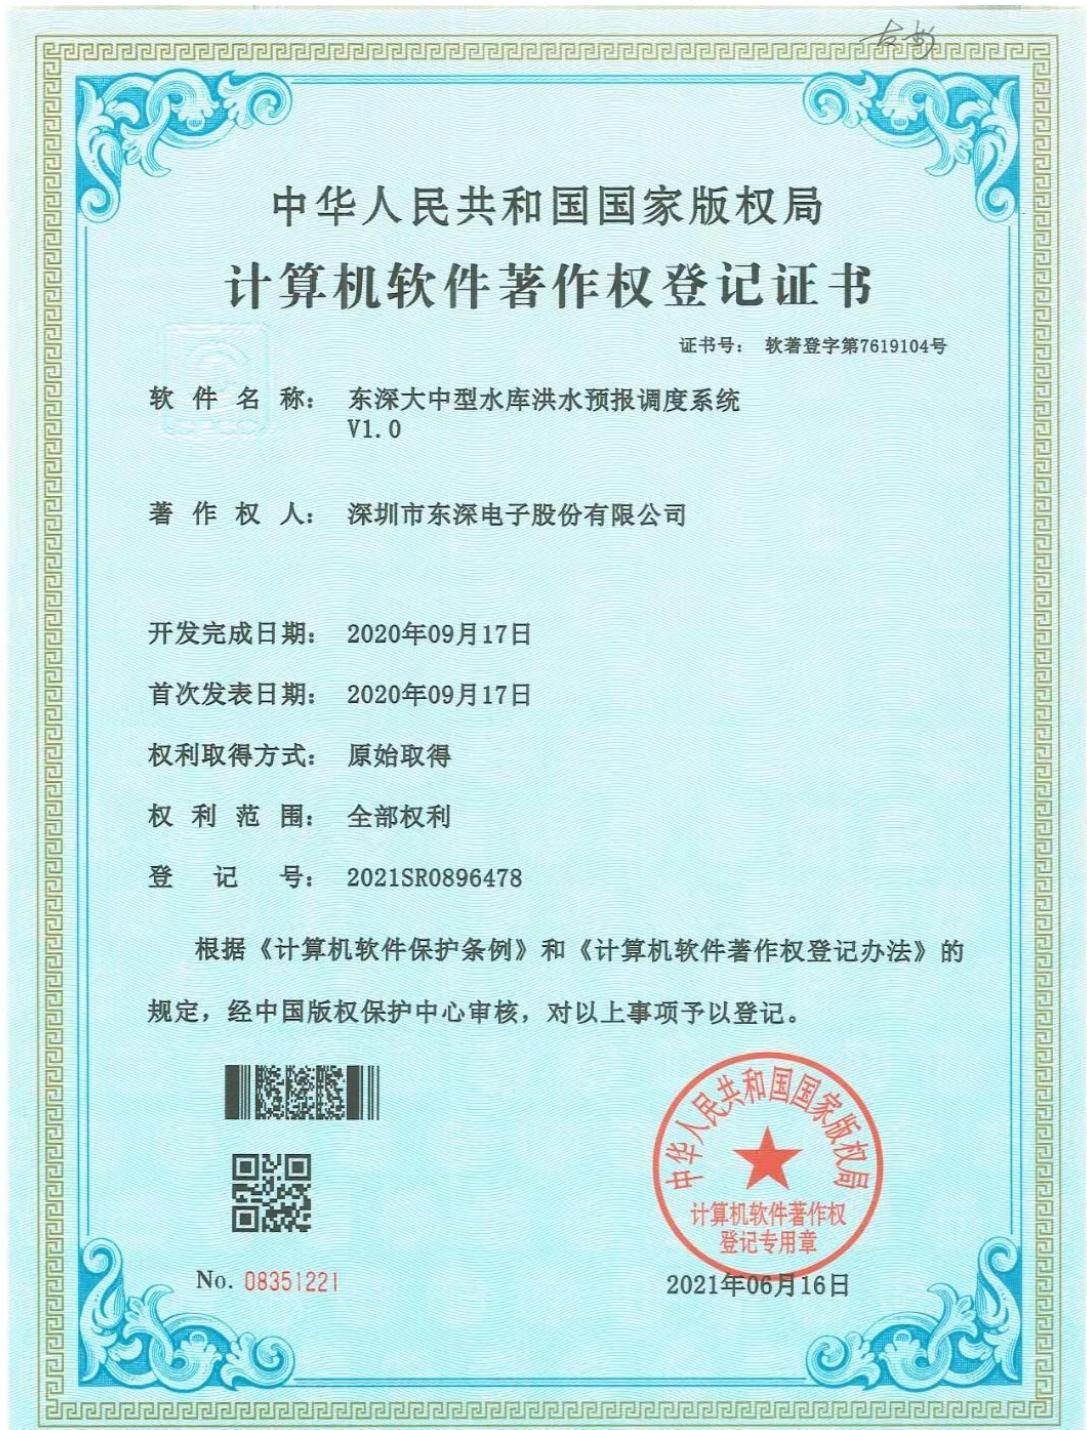 中华人民共和国国家版权局
计算机软件著作权登记证书
证书号： 软著登字第7619104号
软件名称： 东深大中型水库洪水预报调度系统
V1.0
著作权人： 深圳市东深电子股份有限公司
开发完成日期： 2020年09月17日
首次发表日期： 2020年09月17日
权利取得方式： 原始取得
权利范围： 全部权利
登记号： 2021SR0896478
根据《计算机软件保护条例》和《计算机软件著作权登记办法》的
规定，经中国版权保护中心审核，对以上事项予以登记。
中华人民共和国国家版权局
计算机软件著作权
登记专用章
No. 08351221
2021年06月16日